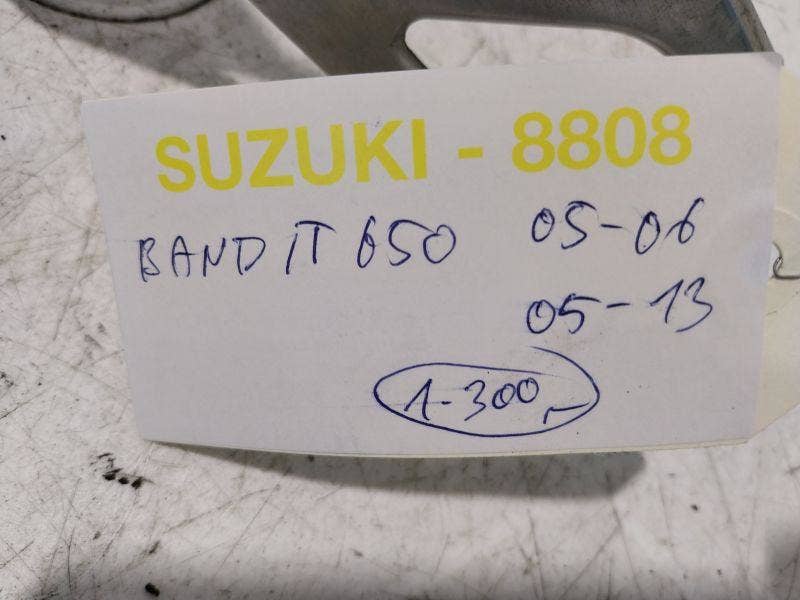 SUZUKI - 8808
BANDIT 650 05-06
05-13
1-300,-